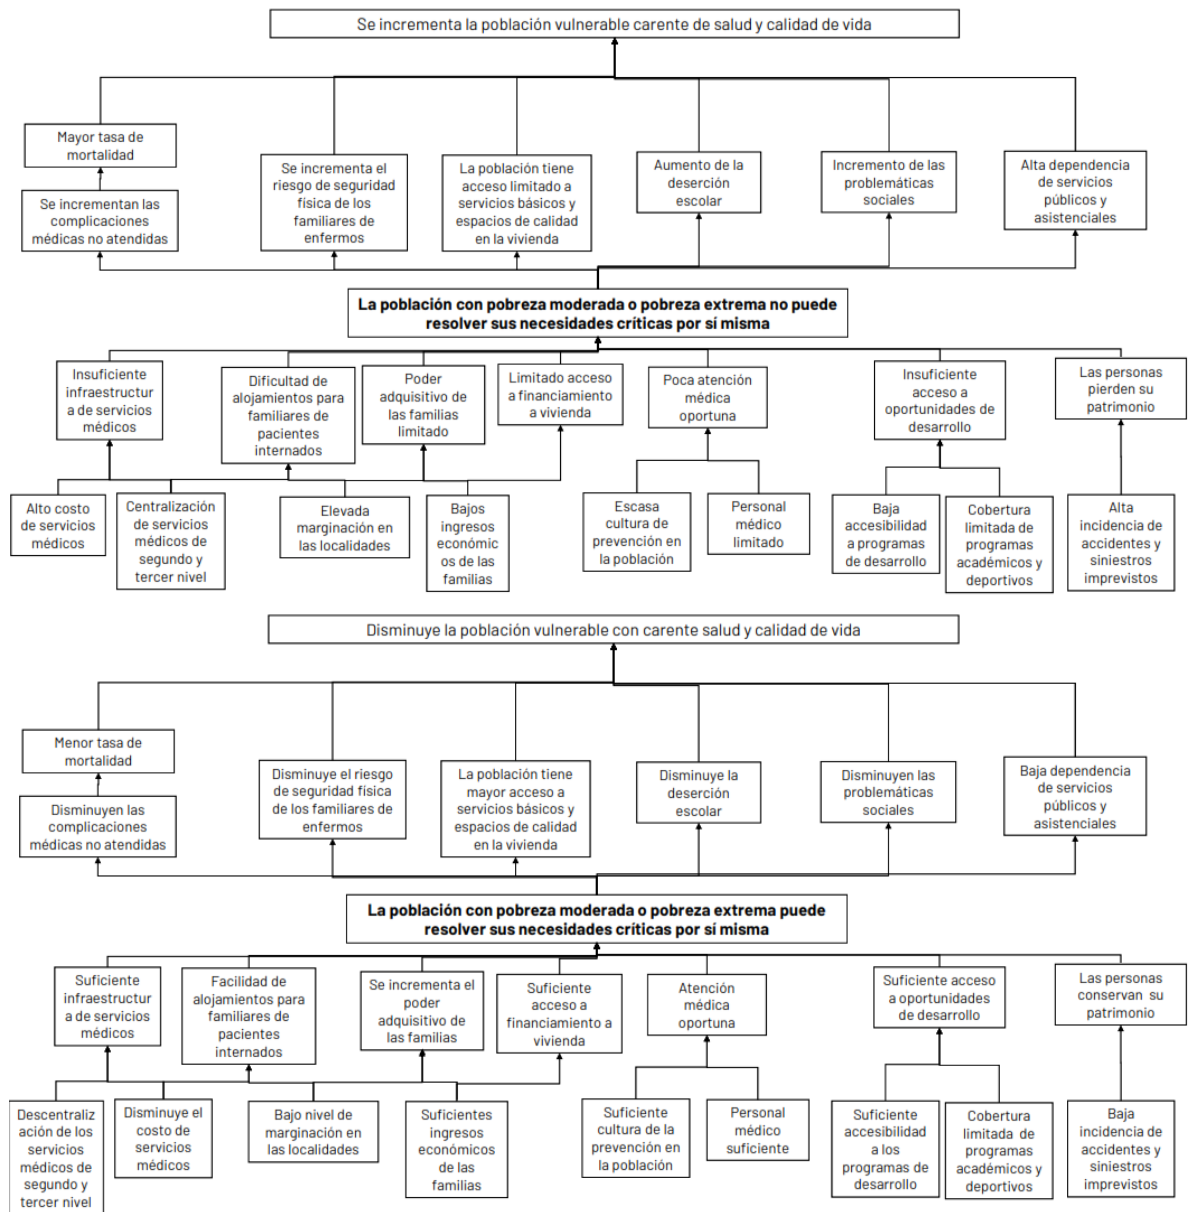 Se incrementa la población vulnerable carente de salud y calidad de vida
Mayor tasa de
mortalidad
Se incrementan las
complicaciones
médicas no atendidas
Se incrementa el
riesgo de seguridad
física de los
familiares de
enfermos
La población tiene
acceso limitado a
servicios básicos y
espacios de calidad
en la vivienda
Aumento de la
deserción
escolar
Incremento de las
problemáticas
sociales
Alta dependencia
de servicios
públicos y
asistenciales
La población con pobreza moderada o pobreza extrema no puede
resolver sus necesidades críticas por sí misma
Insuficiente
infraestructur
a de servicios
médicos
Dificultad de
alojamientos para
familiares de
pacientes
internados
Poder
adquisitivo de
las familias
limitado
Limitado acceso
a financiamiento
a vivienda
Poca atención
médica
oportuna
Insuficiente
acceso a
oportunidades de
desarrollo
Las personas
pierden su
patrimonio
Alto costo
de servicios
médicos
Centralización
de servicios
médicos de
segundo y
tercer nivel
Elevada
marginación en
las localidades
Bajos
ingresos
económic
os de las
familias
Escasa
cultura de
prevención en
la población
Personal
médico
limitado
Baja
accesibilidad
a programas
de desarrollo
Cobertura
limitada de
programas
académicos y
deportivos
Alta
incidencia de
accidentes y
siniestros
imprevistos
Disminuye la población vulnerable con carente salud y calidad de vida
Menor tasa de
mortalidad
Disminuyen las
complicaciones
médicas no atendidas
Disminuye el riesgo
de seguridad física
de los familiares de
enfermos
La población tiene
mayor acceso a
servicios básicos y
espacios de calidad
en la vivienda
Disminuye la
deserción
escolar
Disminuyen las
problemáticas
sociales
Baja dependencia
de servicios
públicos y
asistenciales
La población con pobreza moderada o pobreza extrema puede
resolver sus necesidades críticas por sí misma
Suficiente
infraestructur
a de servicios
médicos
Facilidad de
alojamientos para
familiares de
pacientes
internados
Se incrementa el
poder
adquisitivo de
las familias
Suficiente
acceso a
financiamiento a
vivienda
Atención
médica
oportuna
Suficiente acceso
a oportunidades
de desarrollo
Las personas
conservan su
patrimonio
Descentraliz
ación de los
servicios
médicos de
segundo y
tercer nivel
Disminuye el
costo de
servicios
médicos
Bajo nivel de
marginación en
las localidades
Suficientes
ingresos
económicos
de las
familias
Suficiente
cultura de la
prevención en
la población
Personal
médico
suficiente
Suficiente
accesibilidad
a los
programas de
desarrollo
Cobertura
limitada de
programas
académicos y
deportivos
Baja
incidencia de
accidentes y
siniestros
imprevistos